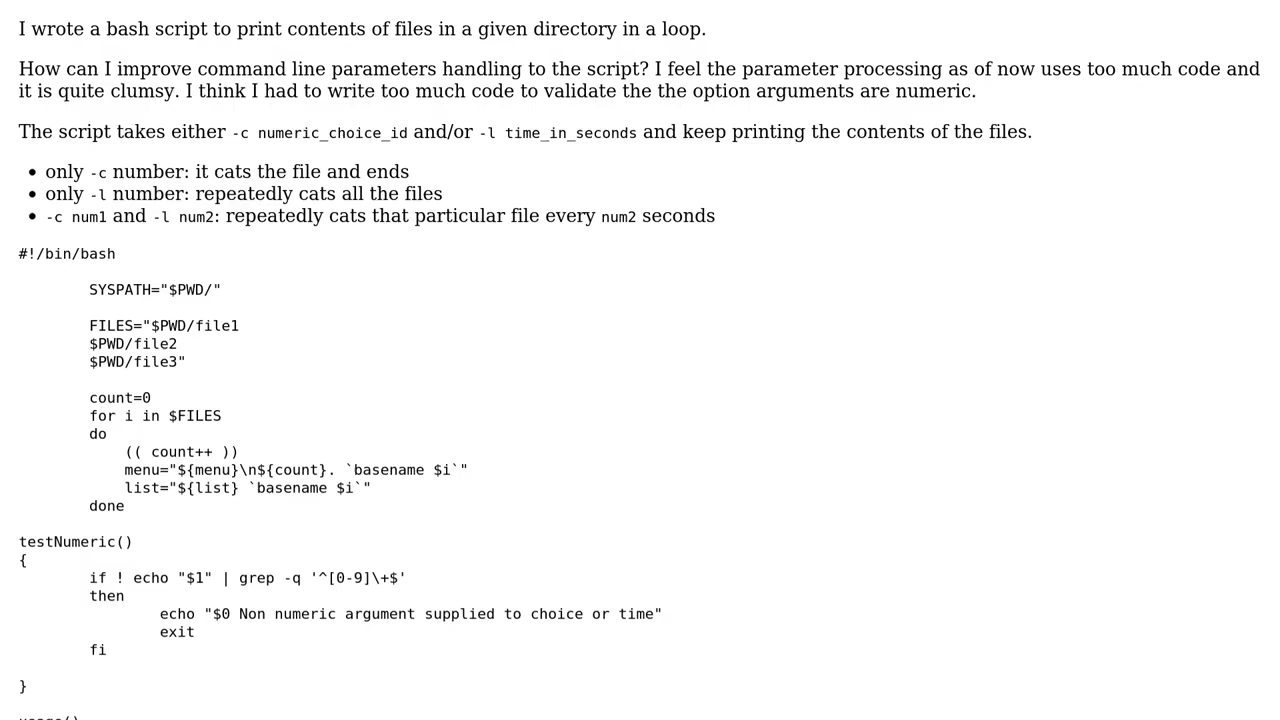 I wrote a bash script to print contents of files in a given directory in a loop.
How can I improve command line parameters handling to the script? I feel the parameter processing as of now uses too much code and
it is quite clumsy. I think I had to write too much code to validate the the option arguments are numeric.
The script takes either -c numeric_choice_id and/or -l time_in_seconds and keep printing the contents of the files.
• only -c number: it cats the file and ends
• only -l number: repeatedly cats all the files
• -c num1 and -l num2: repeatedly cats that particular file every num2 seconds
#!/bin/bash
SYSPATH="$PWD/"
FILES="$PWD/file1
$PWD/file2
$PWD/file3"
count=0
for i in $FILES
do
(( count++ ))
menu="${menu}\n${count}. `basename $i`"
list="${list} `basename $i`"
done
testNumeric()
{
if ! echo "$1" | grep -q '^[0-9]\+$'
then
echo "$0 Non numeric argument supplied to choice or time"
exit
fi
}